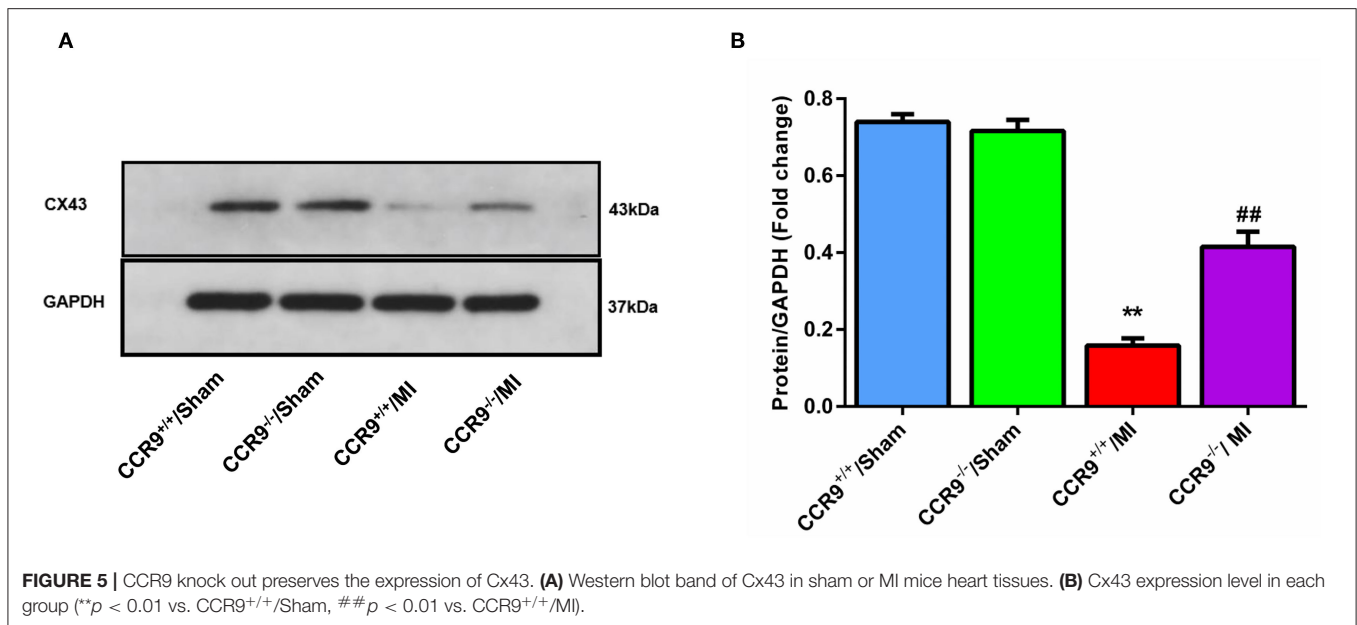 A
CX43
43kDa
GAPDH
37kDa
CCR9+/+/Sham
CCR9-/-/Sham
CCR9+/+/MI
CCR9-/-/MI
B
Protein/GAPDH (Fold change)
0.8
0.6
0.4
0.2
0.0
**
##
CCR9+/+/Sham
CCR9-/-/Sham
CCR9+/+/MI
CCR9-/-/ MI
FIGURE 5 | CCR9 knock out preserves the expression of Cx43. (A) Western blot band of Cx43 in sham or MI mice heart tissues. (B) Cx43 expression level in each
group (**p < 0.01 vs. CCR9+/+/Sham, ##p < 0.01 vs. CCR9+/+/MI).